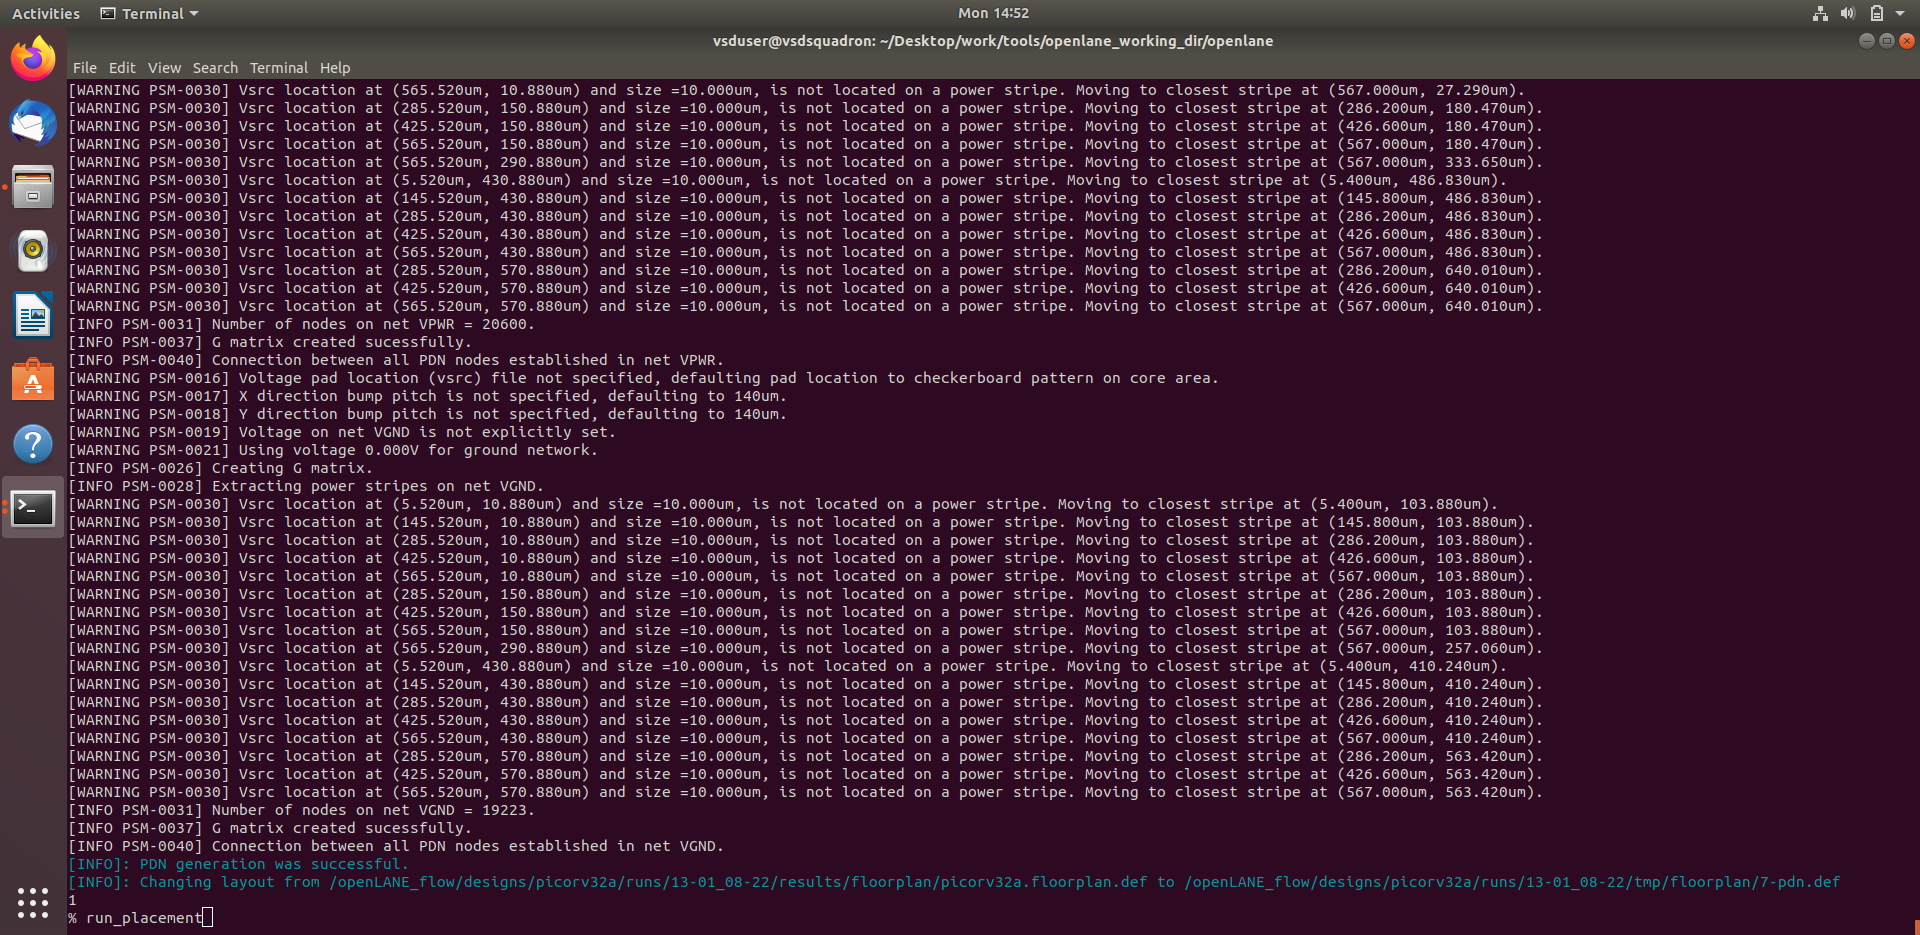 Activities Terminal Mon 14:52
vsduser@vsdsquadron: ~/Desktop/work/tools/openlane_working_dir/openlane
File Edit View Search Terminal Help
[WARNING PSM-0030] Vsrc location at (565.520um, 10.880um) and size =10.000um, is not located on a power stripe. Moving to closest stripe at (567.000um, 27.290um).
[WARNING PSM-0030] Vsrc location at (285.520um, 150.880um) and size =10.000um, is not located on a power stripe. Moving to closest stripe at (286.200um, 180.470um).
[WARNING PSM-0030] Vsrc location at (425.520um, 150.880um) and size =10.000um, is not located on a power stripe. Moving to closest stripe at (426.600um, 180.470um).
[WARNING PSM-0030] Vsrc location at (565.520um, 150.880um) and size =10.000um, is not located on a power stripe. Moving to closest stripe at (567.000um, 180.470um).
[WARNING PSM-0030] Vsrc location at (565.520um, 290.880um) and size =10.000um, is not located on a power stripe. Moving to closest stripe at (567.000um, 333.650um).
[WARNING PSM-0030] Vsrc location at (5.520um, 430.880um) and size =10.000um, is not located on a power stripe. Moving to closest stripe at (5.400um, 486.830um).
[WARNING PSM-0030] Vsrc location at (145.520um, 430.880um) and size =10.000um, is not located on a power stripe. Moving to closest stripe at (145.800um, 486.830um).
[WARNING PSM-0030] Vsrc location at (285.520um, 430.880um) and size =10.000um, is not located on a power stripe. Moving to closest stripe at (286.200um, 486.830um).
[WARNING PSM-0030] Vsrc location at (425.520um, 430.880um) and size =10.000um, is not located on a power stripe. Moving to closest stripe at (426.600um, 486.830um).
[WARNING PSM-0030] Vsrc location at (565.520um, 430.880um) and size =10.000um, is not located on a power stripe. Moving to closest stripe at (567.000um, 486.830um).
[WARNING PSM-0030] Vsrc location at (285.520um, 570.880um) and size =10.000um, is not located on a power stripe. Moving to closest stripe at (286.200um, 640.010um).
[WARNING PSM-0030] Vsrc location at (425.520um, 570.880um) and size =10.000um, is not located on a power stripe. Moving to closest stripe at (426.600um, 640.010um).
[WARNING PSM-0030] Vsrc location at (565.520um, 570.880um) and size =10.000um, is not located on a power stripe. Moving to closest stripe at (567.000um, 640.010um).
[INFO PSM-0031] Number of nodes on net VPWR = 20600.
[INFO PSM-0037] G matrix created sucessfully.
[INFO PSM-0040] Connection between all PDN nodes established in net VPWR.
[WARNING PSM-0016] Voltage pad location (vsrc) file not specified, defaulting pad location to checkerboard pattern on core area.
[WARNING PSM-0017] X direction bump pitch is not specified, defaulting to 140um.
[WARNING PSM-0018] Y direction bump pitch is not specified, defaulting to 140um.
[WARNING PSM-0019] Voltage on net VGND is not explicitly set.
[WARNING PSM-0021] Using voltage 0.000V for ground network.
[INFO PSM-0026] Creating G matrix.
[INFO PSM-0028] Extracting power stripes on net VGND.
[WARNING PSM-0030] Vsrc location at (5.520um, 10.880um) and size =10.000um, is not located on a power stripe. Moving to closest stripe at (5.400um, 103.880um).
[WARNING PSM-0030] Vsrc location at (145.520um, 10.880um) and size =10.000um, is not located on a power stripe. Moving to closest stripe at (145.800um, 103.880um).
[WARNING PSM-0030] Vsrc location at (285.520um, 10.880um) and size =10.000um, is not located on a power stripe. Moving to closest stripe at (286.200um, 103.880um).
[WARNING PSM-0030] Vsrc location at (425.520um, 10.880um) and size =10.000um, is not located on a power stripe. Moving to closest stripe at (426.600um, 103.880um).
[WARNING PSM-0030] Vsrc location at (565.520um, 10.880um) and size =10.000um, is not located on a power stripe. Moving to closest stripe at (567.000um, 103.880um).
[WARNING PSM-0030] Vsrc location at (285.520um, 150.880um) and size =10.000um, is not located on a power stripe. Moving to closest stripe at (286.200um, 103.880um).
[WARNING PSM-0030] Vsrc location at (425.520um, 150.880um) and size =10.000um, is not located on a power stripe. Moving to closest stripe at (426.600um, 103.880um).
[WARNING PSM-0030] Vsrc location at (565.520um, 150.880um) and size =10.000um, is not located on a power stripe. Moving to closest stripe at (567.000um, 103.880um).
[WARNING PSM-0030] Vsrc location at (565.520um, 290.880um) and size =10.000um, is not located on a power stripe. Moving to closest stripe at (567.000um, 257.060um).
[WARNING PSM-0030] Vsrc location at (5.520um, 430.880um) and size =10.000um, is not located on a power stripe. Moving to closest stripe at (5.400um, 410.240um).
[WARNING PSM-0030] Vsrc location at (145.520um, 430.880um) and size =10.000um, is not located on a power stripe. Moving to closest stripe at (145.800um, 410.240um).
[WARNING PSM-0030] Vsrc location at (285.520um, 430.880um) and size =10.000um, is not located on a power stripe. Moving to closest stripe at (286.200um, 410.240um).
[WARNING PSM-0030] Vsrc location at (425.520um, 430.880um) and size =10.000um, is not located on a power stripe. Moving to closest stripe at (426.600um, 410.240um).
[WARNING PSM-0030] Vsrc location at (565.520um, 430.880um) and size =10.000um, is not located on a power stripe. Moving to closest stripe at (567.000um, 410.240um).
[WARNING PSM-0030] Vsrc location at (285.520um, 570.880um) and size =10.000um, is not located on a power stripe. Moving to closest stripe at (286.200um, 563.420um).
[WARNING PSM-0030] Vsrc location at (425.520um, 570.880um) and size =10.000um, is not located on a power stripe. Moving to closest stripe at (426.600um, 563.420um).
[WARNING PSM-0030] Vsrc location at (565.520um, 570.880um) and size =10.000um, is not located on a power stripe. Moving to closest stripe at (567.000um, 563.420um).
[INFO PSM-0031] Number of nodes on net VGND = 19223.
[INFO PSM-0037] G matrix created sucessfully.
[INFO PSM-0040] Connection between all PDN nodes established in net VGND.
[INFO]: PDN generation was successful.
[INFO]: Changing layout from /openLANE_flow/designs/picorv32a/runs/13-01_08-22/results/floorplan/picorv32a.floorplan.def to /openLANE_flow/designs/picorv32a/runs/13-01_08-22/tmp/floorplan/7-pdn.def
1
% run_placement